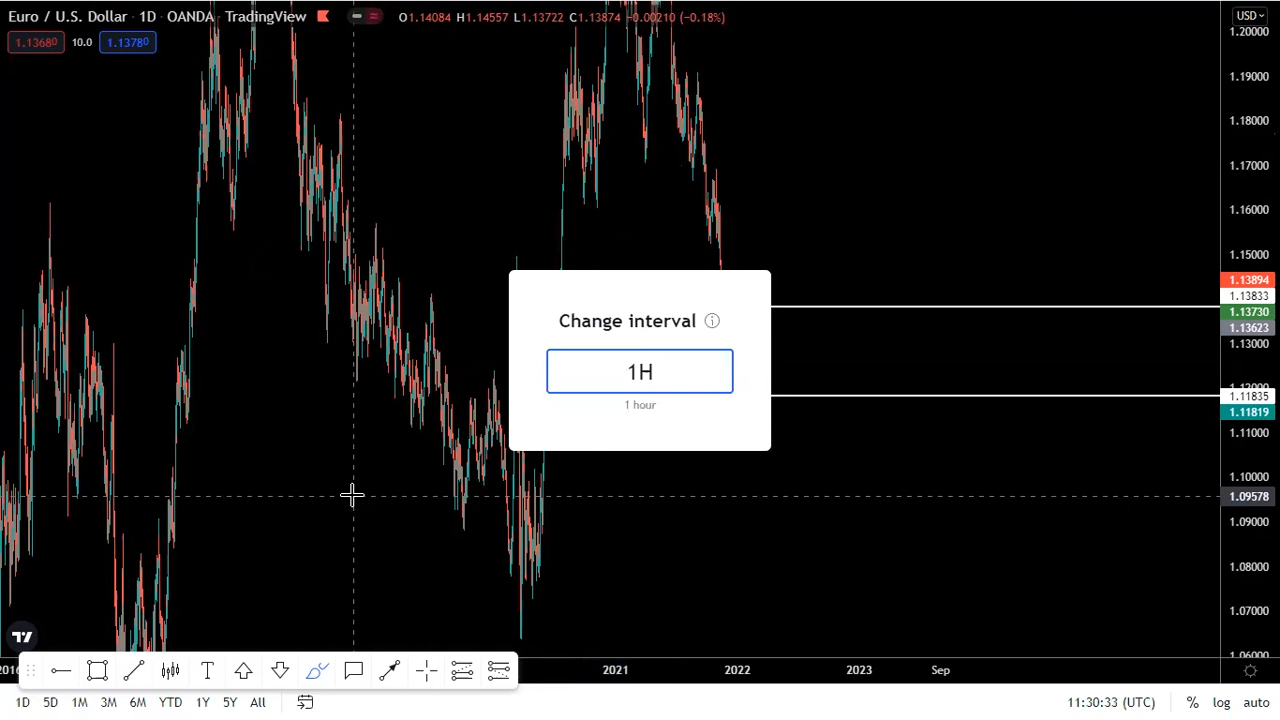 Euro / U.S. Dollar · 1D · OANDA · TradingView
O1.14084 H1.14557 L1.13722 C1.13874 −0.00210 (−0.18%)
USD
1.13680 10.0 1.13780
1.20000
1.19000
1.18000
1.17000
1.16000
1.15000
1.13894
1.13833
1.13730
1.13623
1.13000
1.12000
1.11835
1.11819
1.11000
1.10000
1.09578
1.09000
1.08000
1.07000
1.06000
Change interval
1H
1 hour
2016
2021 2022 2023 Sep
T
1D 5D 1M 3M 6M YTD 1Y 5Y All
11:30:33 (UTC) % log auto